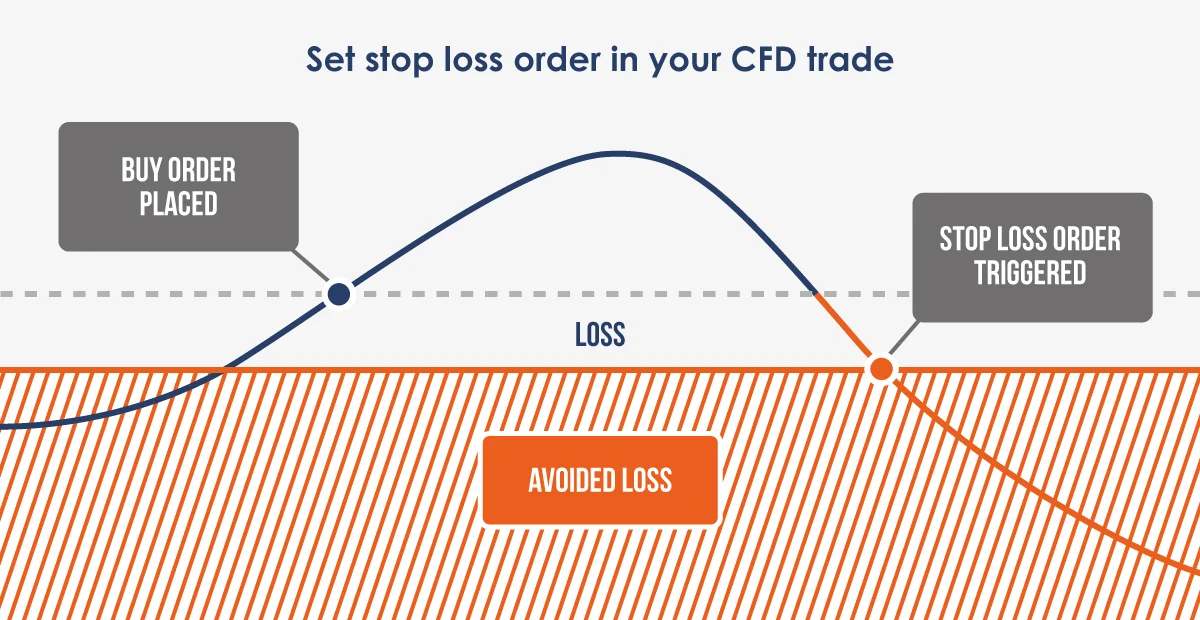 Set stop loss order in your CFD trade
BUY ORDER
PLACED
STOP LOSS ORDER
TRIGGERED
LOSS
AVOIDED LOSS